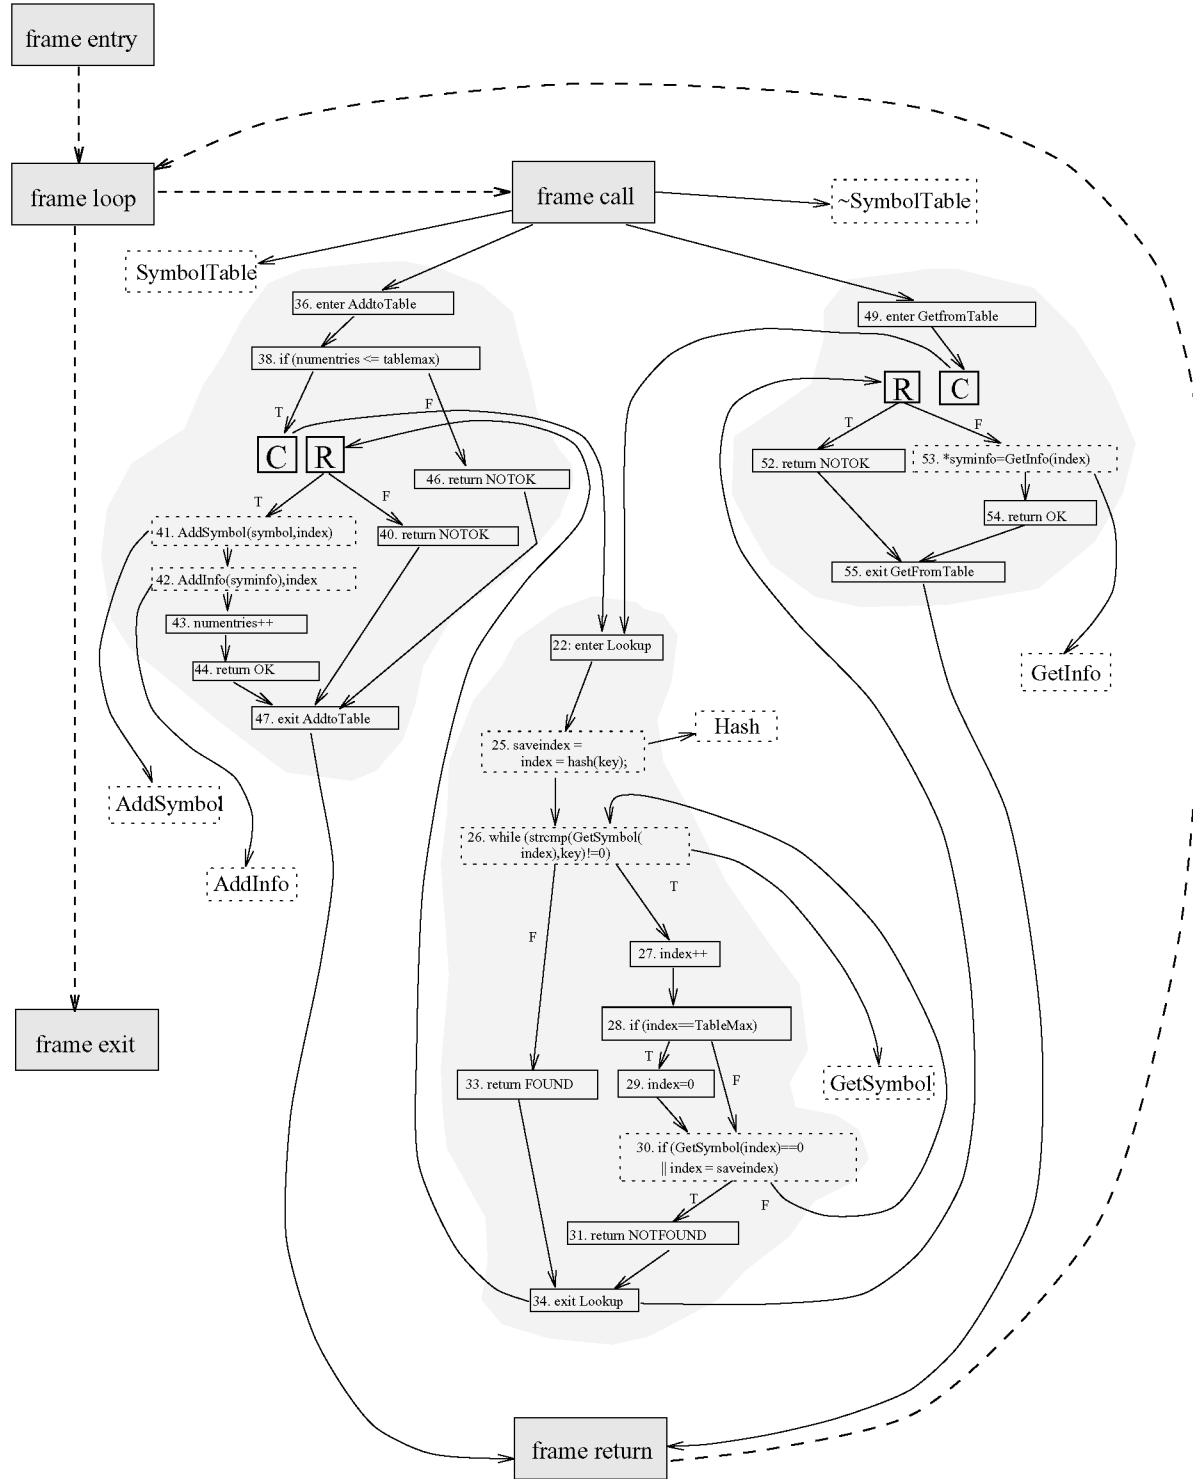 frame entry
frame loop
frame call
~SymbolTable
SymbolTable
36. enter AddtoTable
49. enter GetfromTable
38. if (numentries <= tablemax)
R
C
T
F
T
F
C
R
52. return NOTOK
53. *syminfo=GetInfo(index)
46. return NOTOK
T
F
54. return OK
41. AddSymbol(symbol,index)
40. return NOTOK
55. exit GetFromTable
42. AddInfo(syminfo),index
43. numentries++
22: enter Lookup
44. return OK
GetInfo
47. exit AddtoTable
Hash
25. saveindex =
index = hash(key);
AddSymbol
26. while (strcmp(GetSymbol(
index),key)!=0)
AddInfo
T
F
27. index++
28. if (index==TableMax)
frame exit
T
F
33. return FOUND
29. index=0
GetSymbol
30. if (GetSymbol(index)==0
|| index = saveindex)
T
F
31. return NOTFOUND
34. exit Lookup
frame return